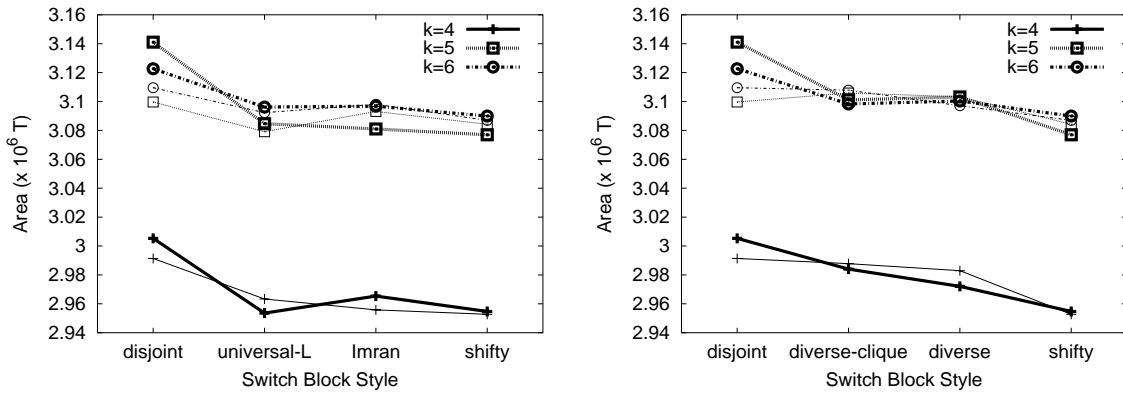 3.16
3.14
3.12
3.1
3.08
3.06
3.04
3.02
3
2.98
2.96
2.94
Area (x 10^6 T)
k=4
k=5
k=6
disjoint universal-L Imran shifty
Switch Block Style
3.16
3.14
3.12
3.1
3.08
3.06
3.04
3.02
3
2.98
2.96
2.94
Area (x 10^6 T)
k=4
k=5
k=6
disjoint diverse-clique diverse shifty
Switch Block Style